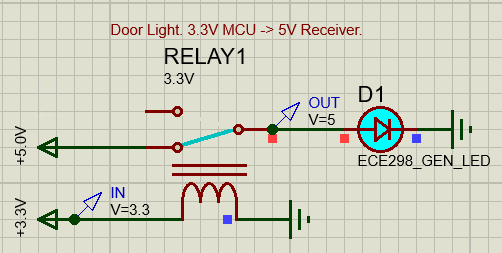 Door Light. 3.3V MCU -> 5V Receiver.
RELAY1
3.3V
D1
OUT
V=5
+5.0V
ECE298_GEN_LED
IN
V=3.3
+3.3V